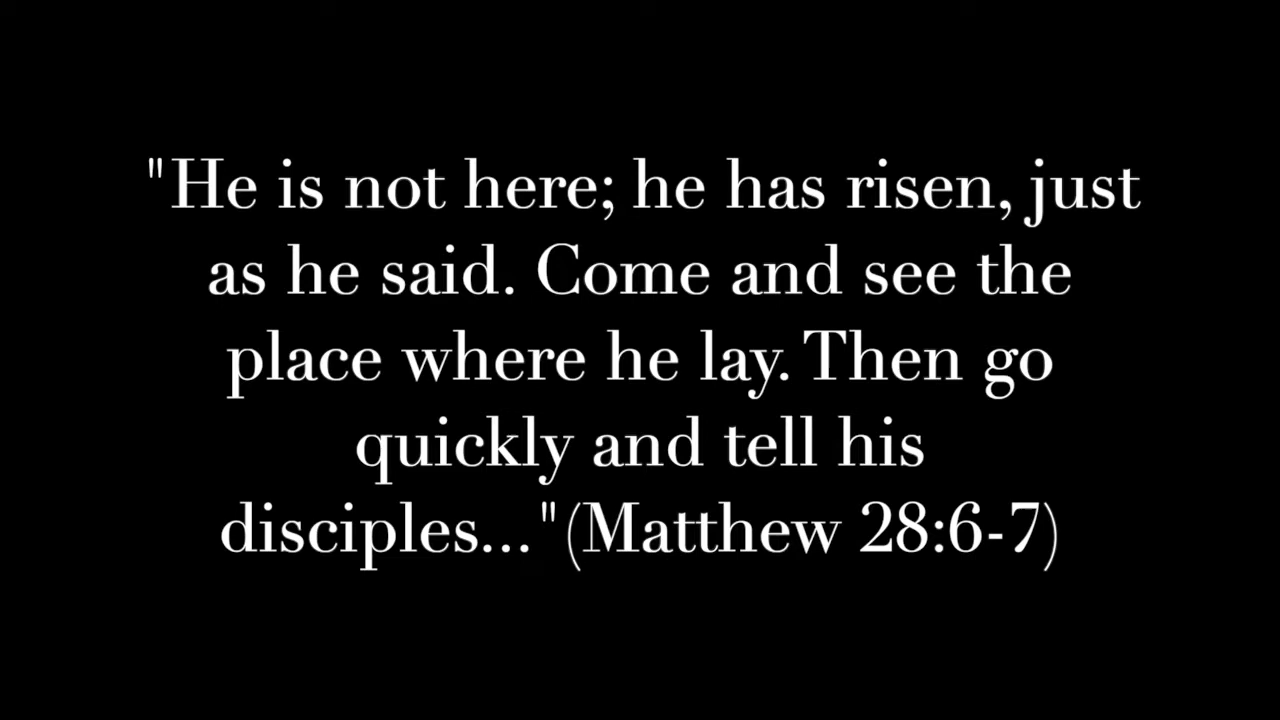 "He is not here; he has risen, just
as he said. Come and see the
place where he lay. Then go
quickly and tell his
disciples..."(Matthew 28:6-7)